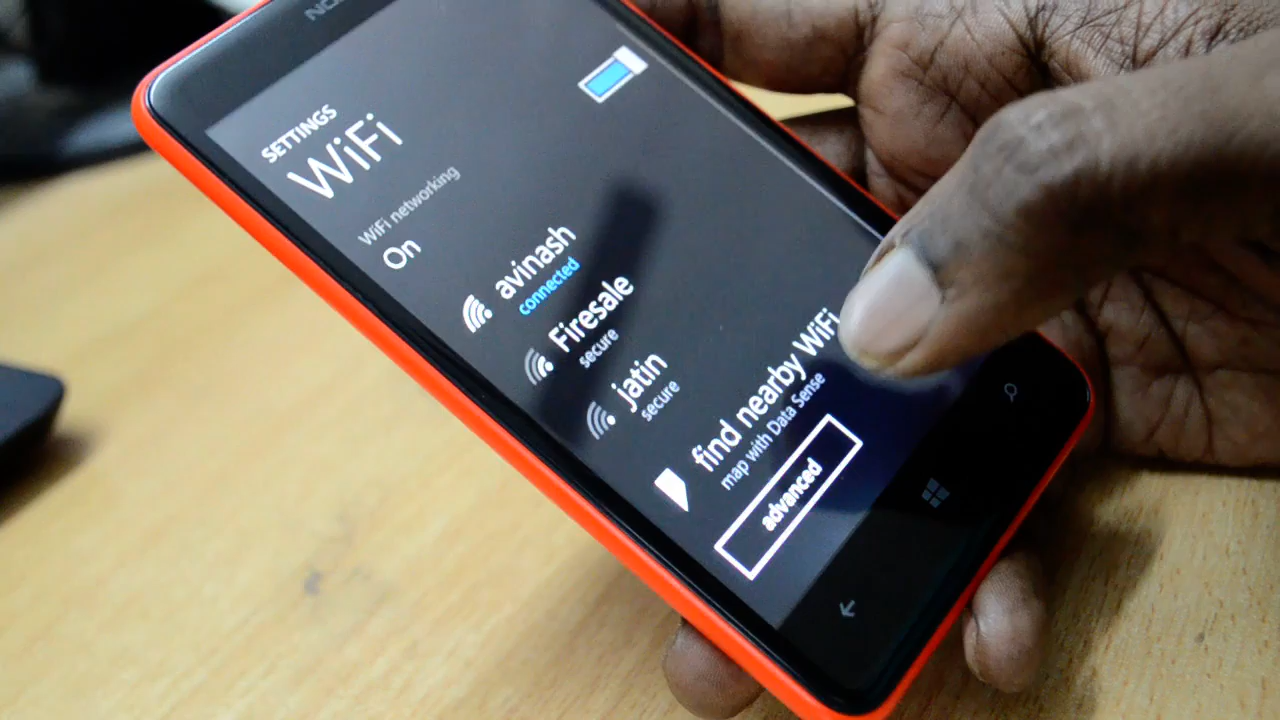 SETTINGS
WiFi
WiFi networking
On
avinash
connected
Firesale
secure
jatin
secure
find nearby WiFi
map with Data Sense
advanced